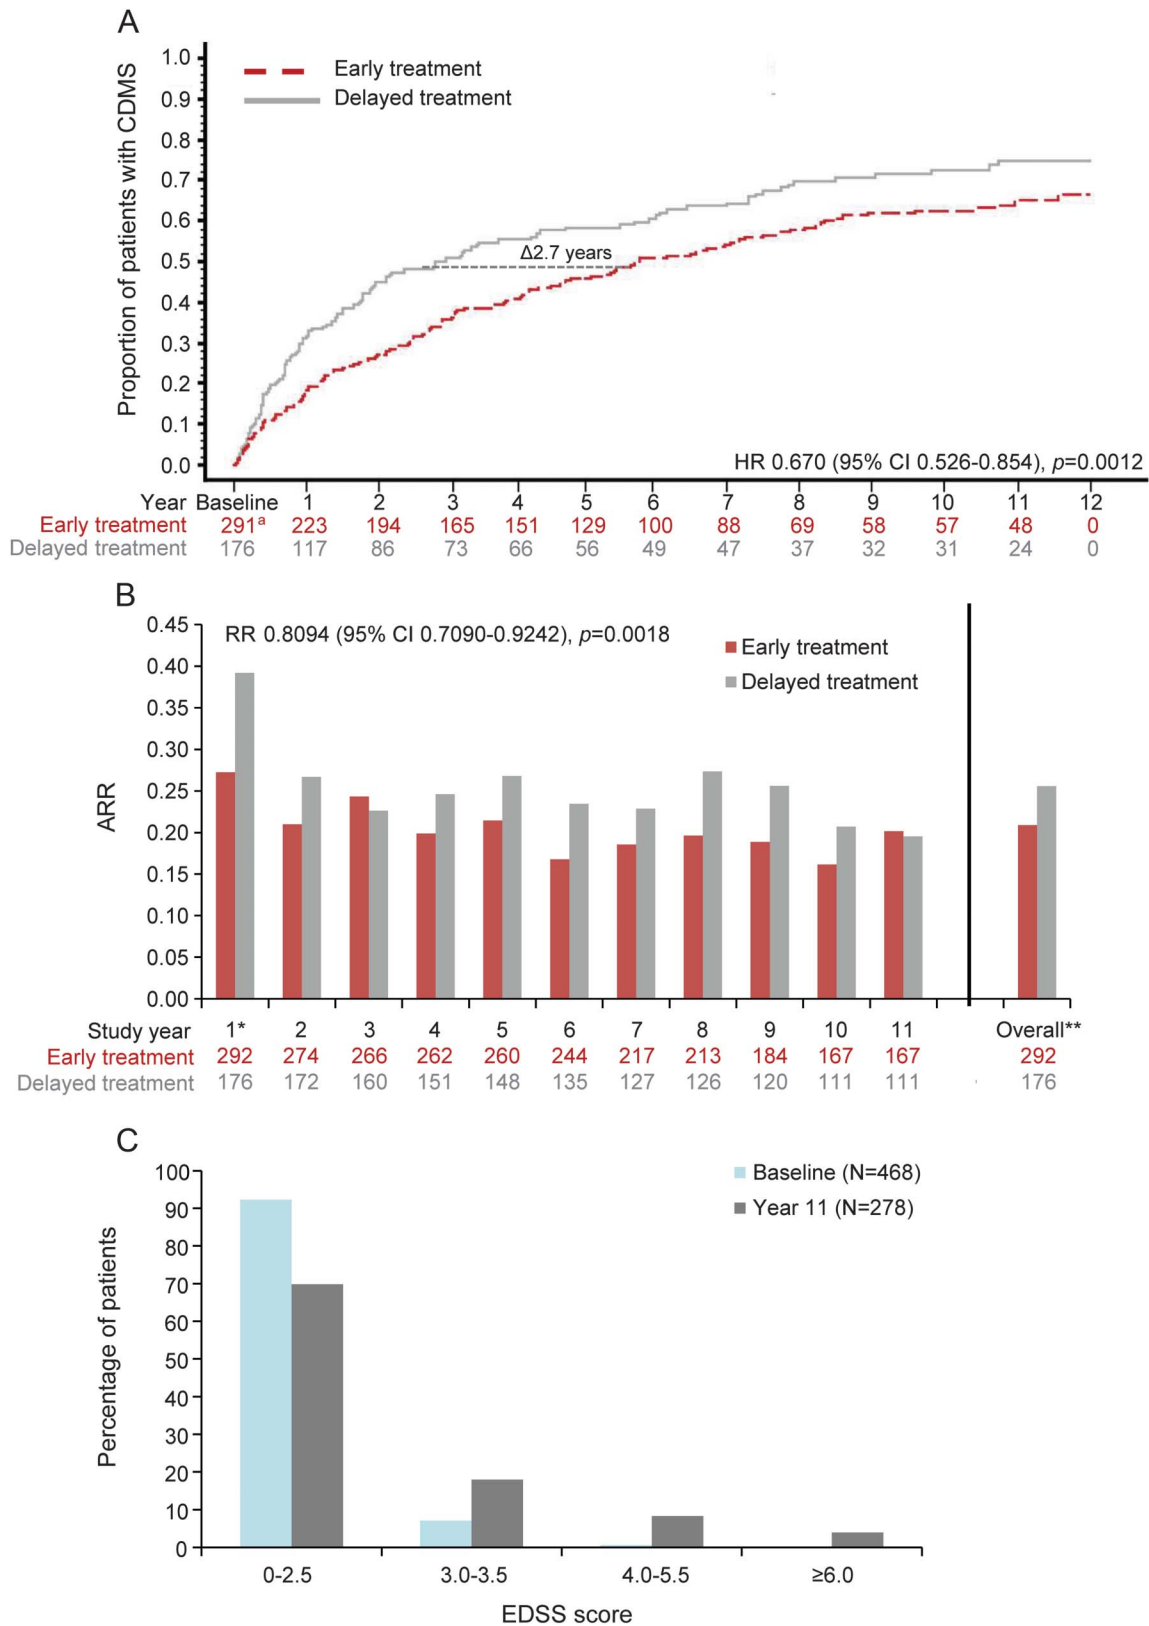 A
Proportion of patients with CDMS
1.0
0.9
0.8
0.7
0.6
0.5
0.4
0.3
0.2
0.1
0.0
Early treatment
Delayed treatment
Δ2.7 years
HR 0.670 (95% CI 0.526-0.854), p=0.0012
Year Baseline 1 2 3 4 5 6 7 8 9 10 11 12
Early treatment 291ᵃ 223 194 165 151 129 100 88 69 58 57 48 0
Delayed treatment 176 117 86 73 66 56 49 47 37 32 31 24 0
B
ARR
0.45
0.40
0.35
0.30
0.25
0.20
0.15
0.10
0.05
0.00
RR 0.8094 (95% CI 0.7090-0.9242), p=0.0018
Early treatment
Delayed treatment
Study year 1* 2 3 4 5 6 7 8 9 10 11 Overall**
Early treatment 292 274 266 262 260 244 217 213 184 167 167 292
Delayed treatment 176 172 160 151 148 135 127 126 120 111 111 176
C
Percentage of patients
100
90
80
70
60
50
40
30
20
10
0
Baseline (N=468)
Year 11 (N=278)
0-2.5 3.0-3.5 4.0-5.5 ≥6.0
EDSS score